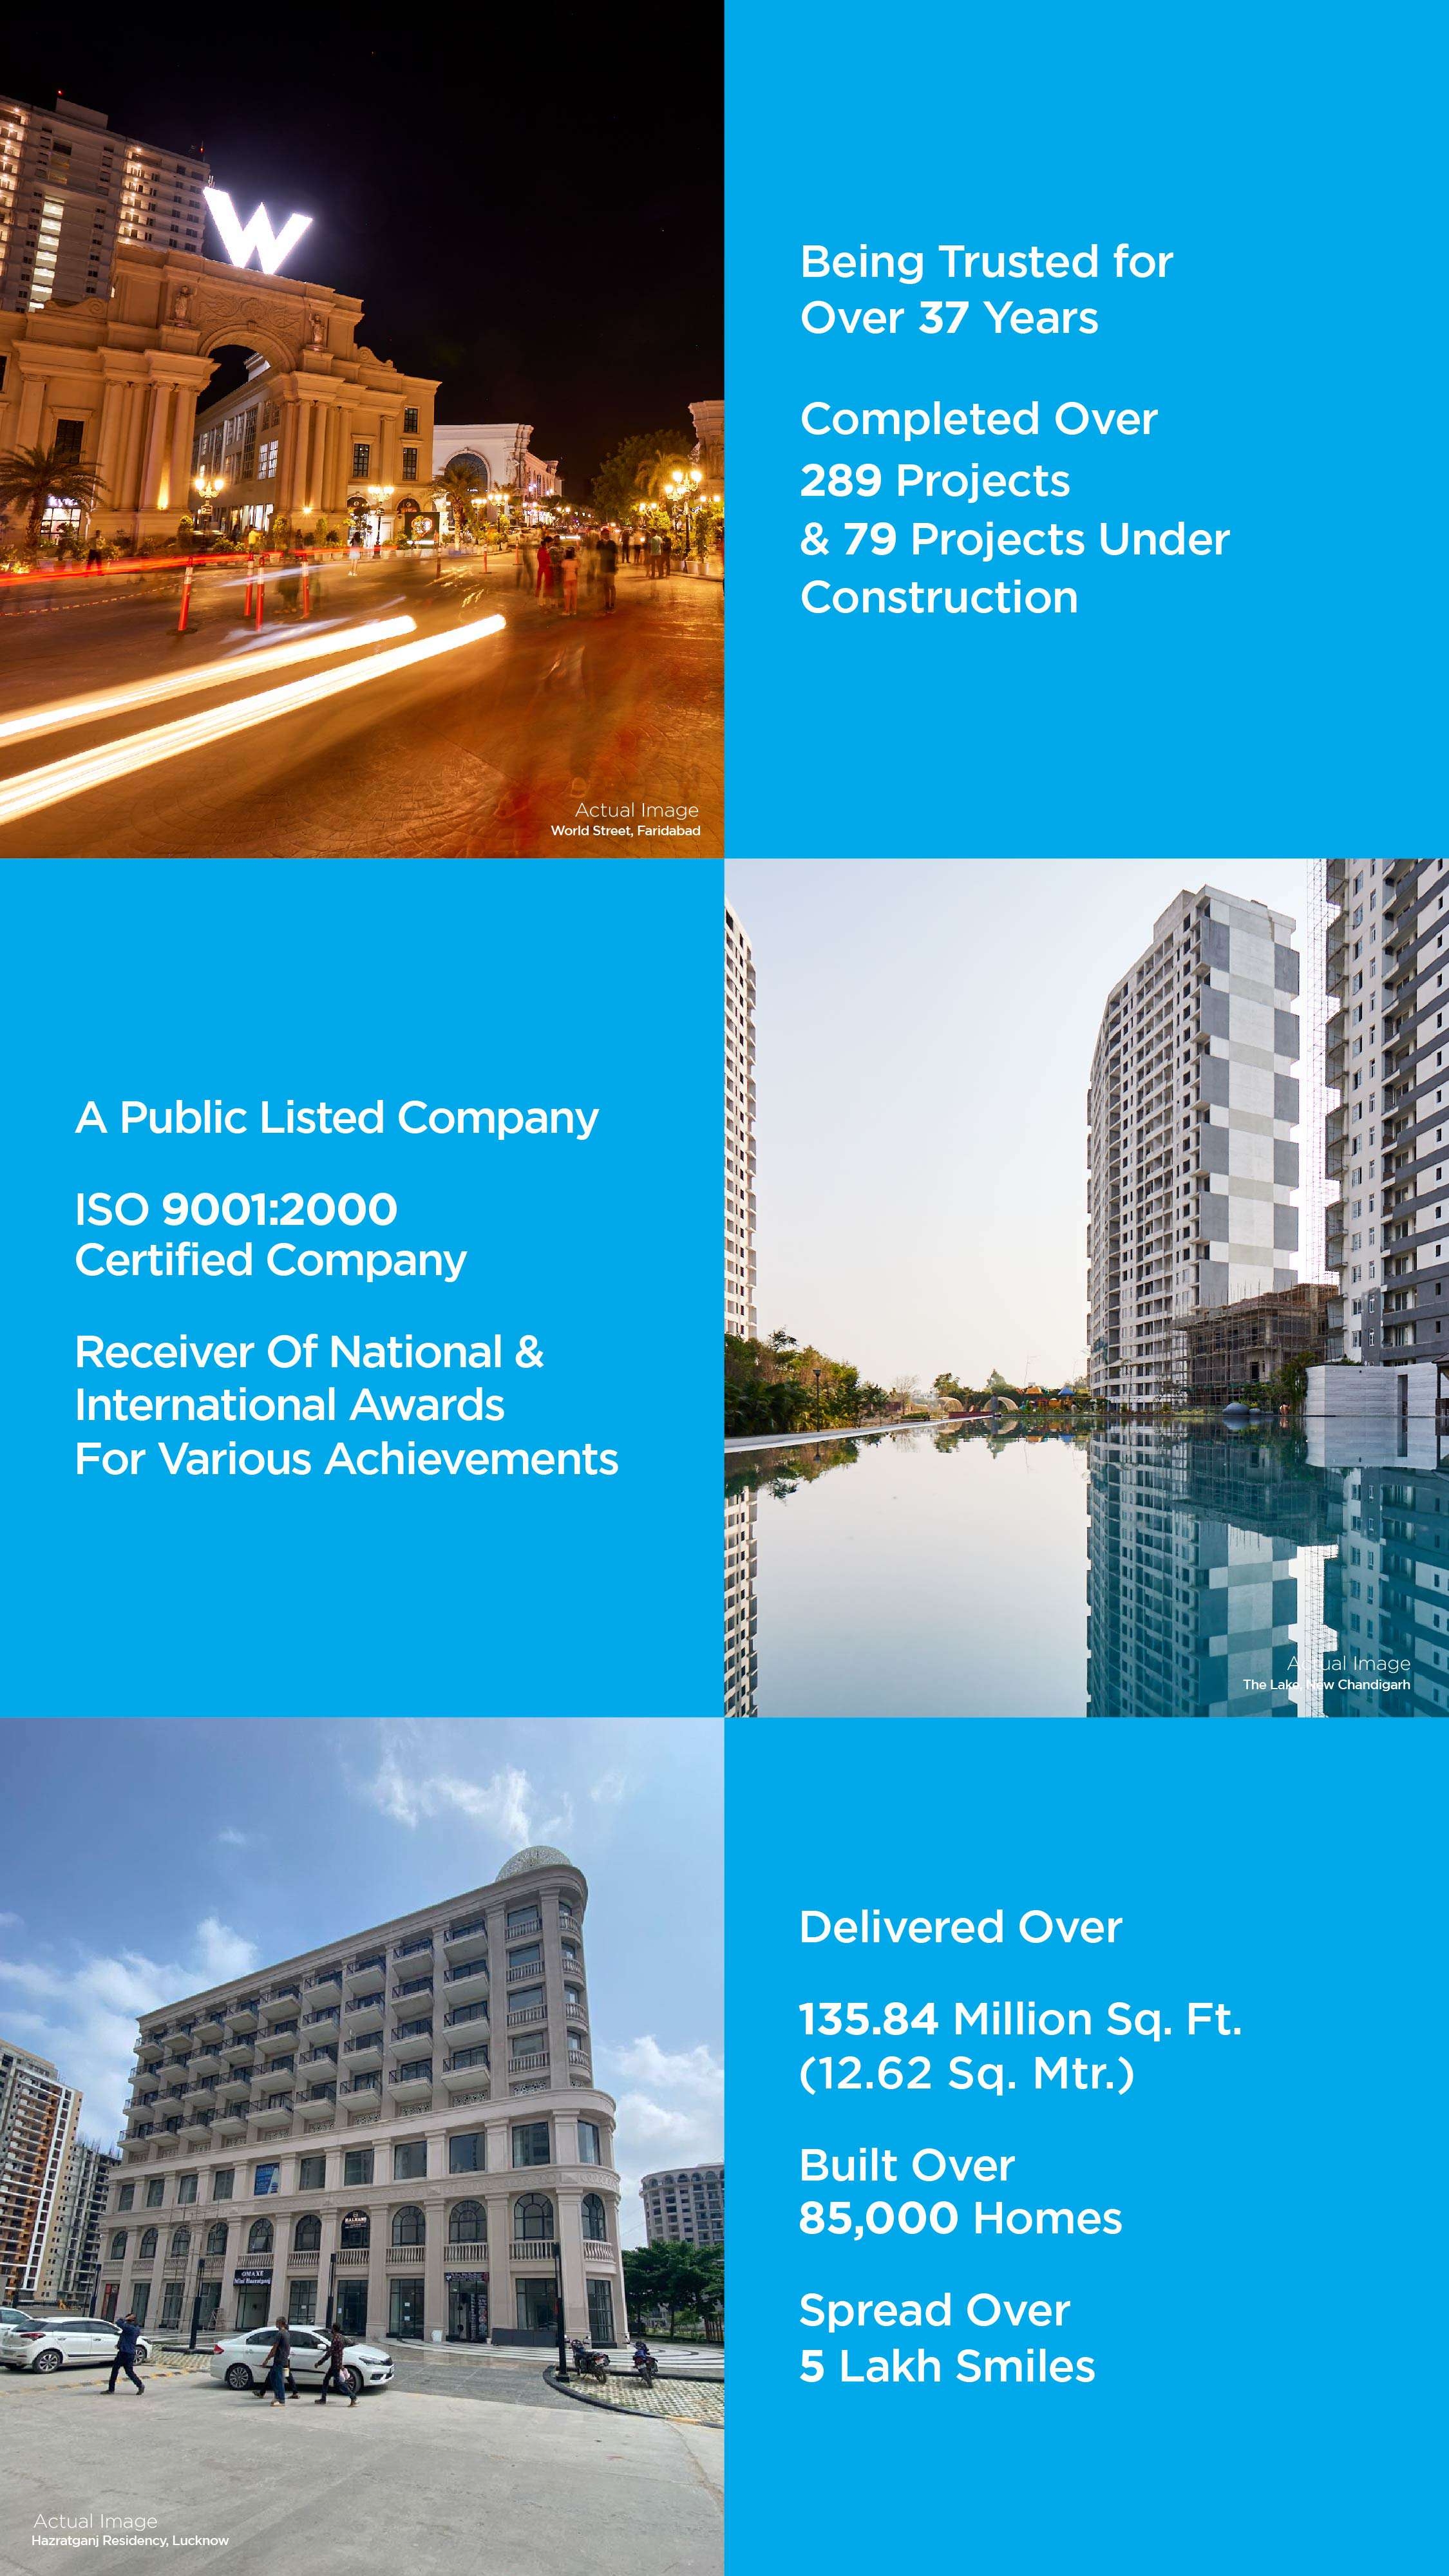 W
Being Trusted for
Over 37 Years
Completed Over
289 Projects
& 79 Projects Under
Construction
Actual Image
World Street, Faridabad
A Public Listed Company
ISO 9001:2000
Certified Company
Receiver Of National &
International Awards
For Various Achievements
Actual Image
The Lake, New Chandigarh
OMAXE
Mini Hazratganj
Actual Image
Hazratganj Residency, Lucknow
Delivered Over
135.84 Million Sq. Ft.
(12.62 Sq. Mtr.)
Built Over
85,000 Homes
Spread Over
5 Lakh Smiles